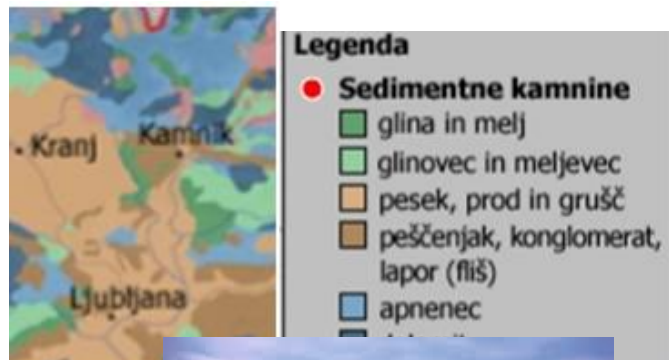 Kranj
Kamnik
Ljubljana
Legenda
Sedimentne kamnine
glina in melj
glinovec in meljevec
pesek, prod in grušč
peščenjak, konglomerat,
lapor (fliš)
apnenec